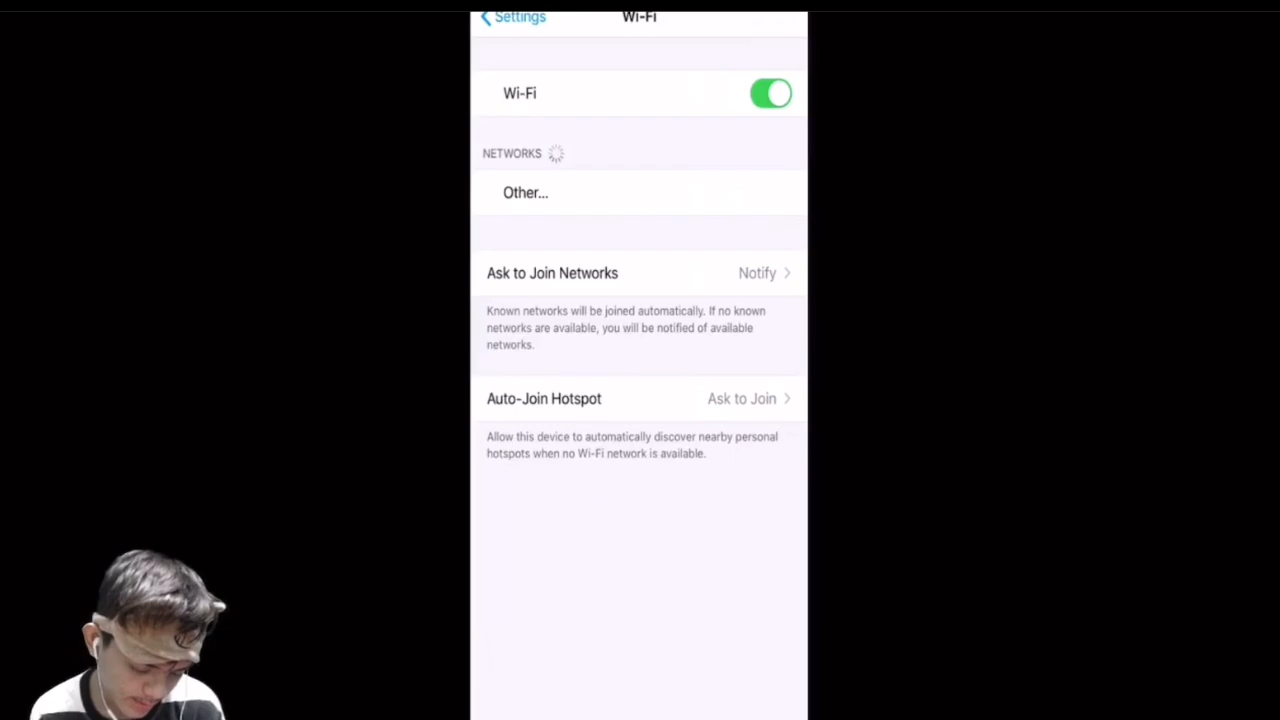 Settings
Wi-Fi
Wi-Fi
NETWORKS
Other...
Ask to Join Networks
Notify
Known networks will be joined automatically. If no known
networks are available, you will be notified of available
networks.
Auto-Join Hotspot
Ask to Join
Allow this device to automatically discover nearby personal
hotspots when no Wi-Fi network is available.